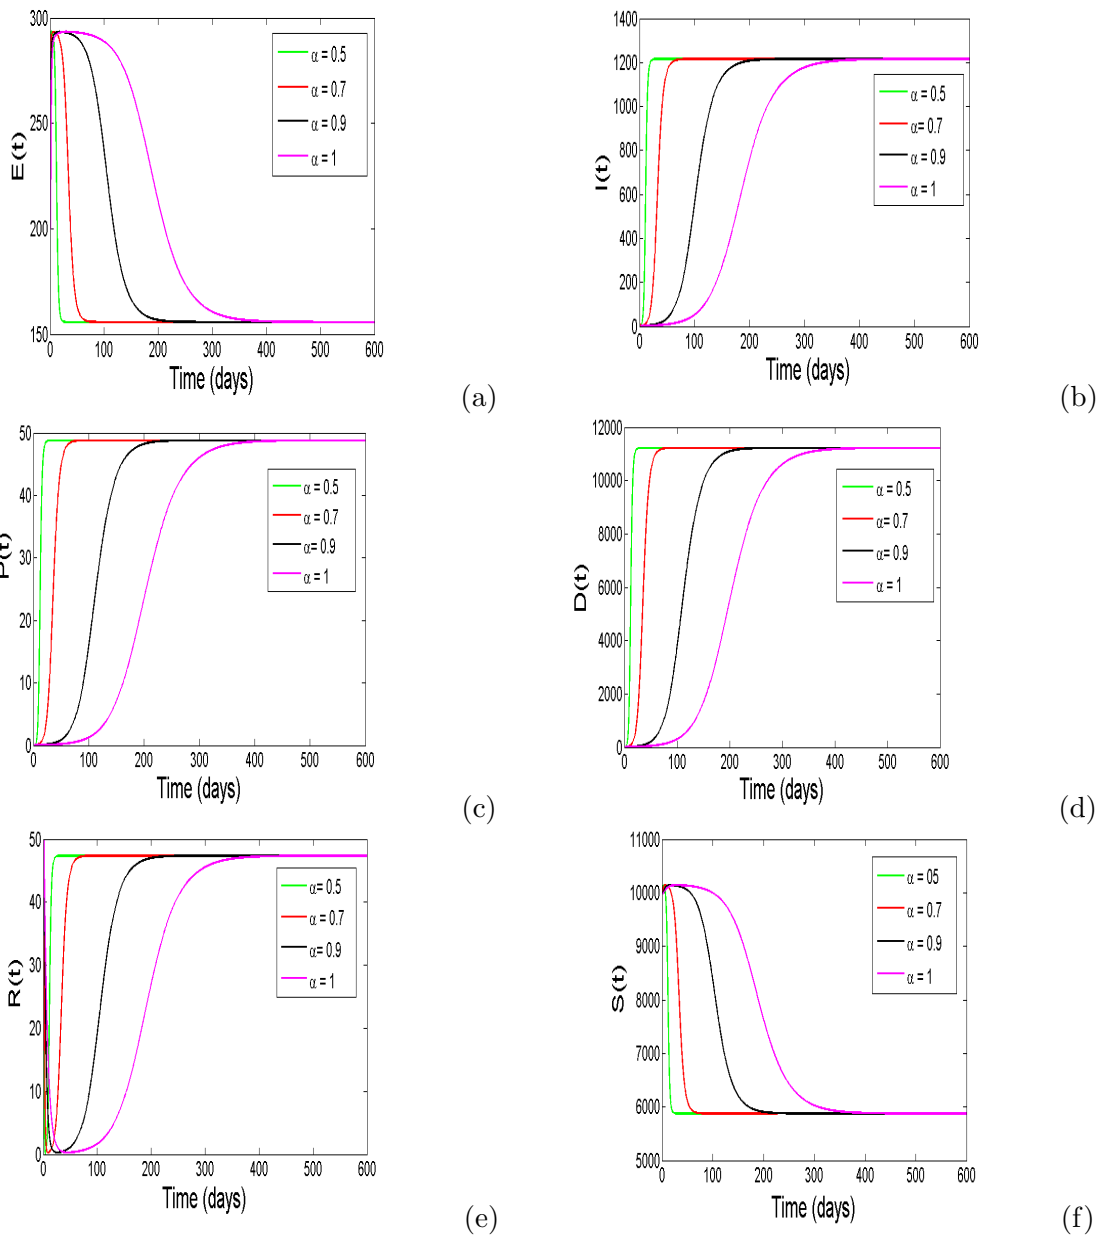 300
250
200
150
E(t)
0 100 200 300 400 500 600
Time (days)
α = 0.5
α = 0.7
α = 0.9
α = 1
(a)
1400
1200
1000
800
600
400
200
0
I(t)
0 100 200 300 400 500 600
Time (days)
α = 0.5
α= 0.7
α = 0.9
α = 1
(b)
50
40
30
20
10
0
P(t)
0 100 200 300 400 500 600
Time (days)
α = 0.5
α = 0.7
α= 0.9
α = 1
(c)
12000
10000
8000
6000
4000
2000
0
D(t)
0 100 200 300 400 500 600
Time (days)
α = 0.5
α = 0.7
α= 0.9
α = 1
(d)
50
40
30
20
10
0
R(t)
0 100 200 300 400 500 600
Time (days)
α= 0.5
α = 0.7
α= 0.9
α = 1
(e)
11000
10000
9000
8000
7000
6000
5000
S(t)
0 100 200 300 400 500 600
Time (days)
α = 05
α = 0.7
α = 0.9
α = 1
(f)